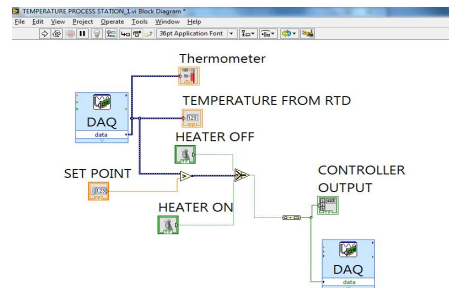 TEMPERATURE PROCESS STATION_1.vi Block Diagram *
File Edit View Project Operate Tools Window Help
36pt Application Font
Thermometer
DAQ
data
TEMPERATURE FROM RTD
HEATER OFF
SET POINT
HEATER ON
CONTROLLER
OUTPUT
DAQ
data